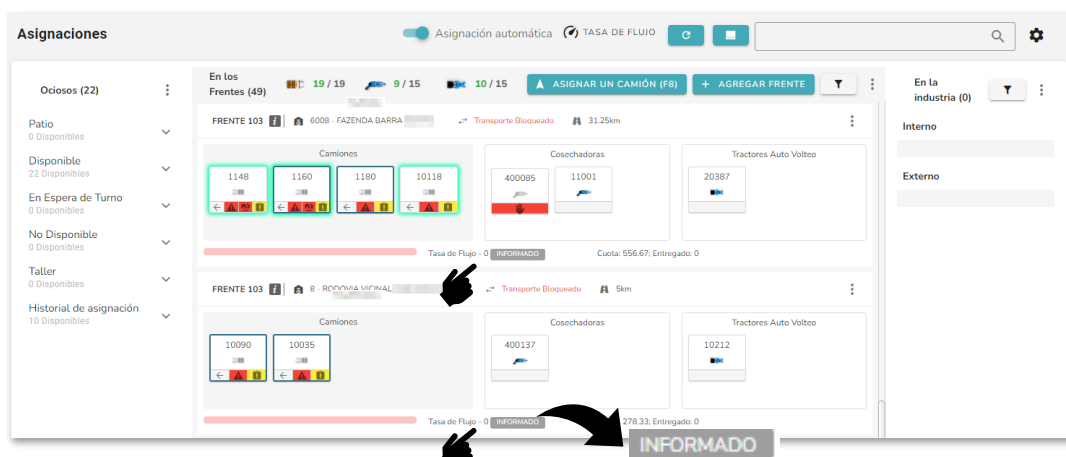 Asignaciones
Asignación automática
TASA DE FLUJO
Ociosos (22)
Patio
0 Disponibles
Disponible
22 Disponibles
En Espera de Turno
0 Disponibles
No Disponible
0 Disponibles
Taller
0 Disponibles
Historial de asignación
10 Disponibles
En los
Frentes (49)
19 / 19
9 / 15
10 / 15
ASIGNAR UN CAMIÓN (F8)
+ AGREGAR FRENTE
FRENTE 103
6008 - FAZENDA BARRA
Transporte Bloqueado
31.25km
Camiones
1148
1160
1180
10118
Cosechadoras
400085
11001
Tractores Auto Volteo
20387
Tasa de Flujo - 0 INFORMADO
Cuota: 556.67; Entregado: 0
FRENTE 103
8 - RODOVIA VICINAL
Transporte Bloqueado
5km
Camiones
10090
10035
Cosechadoras
400137
Tractores Auto Volteo
10212
Tasa de Flujo - 0 INFORMADO
278.33; Entregado: 0
INFORMADO
En la
industria (0)
Interno
Externo